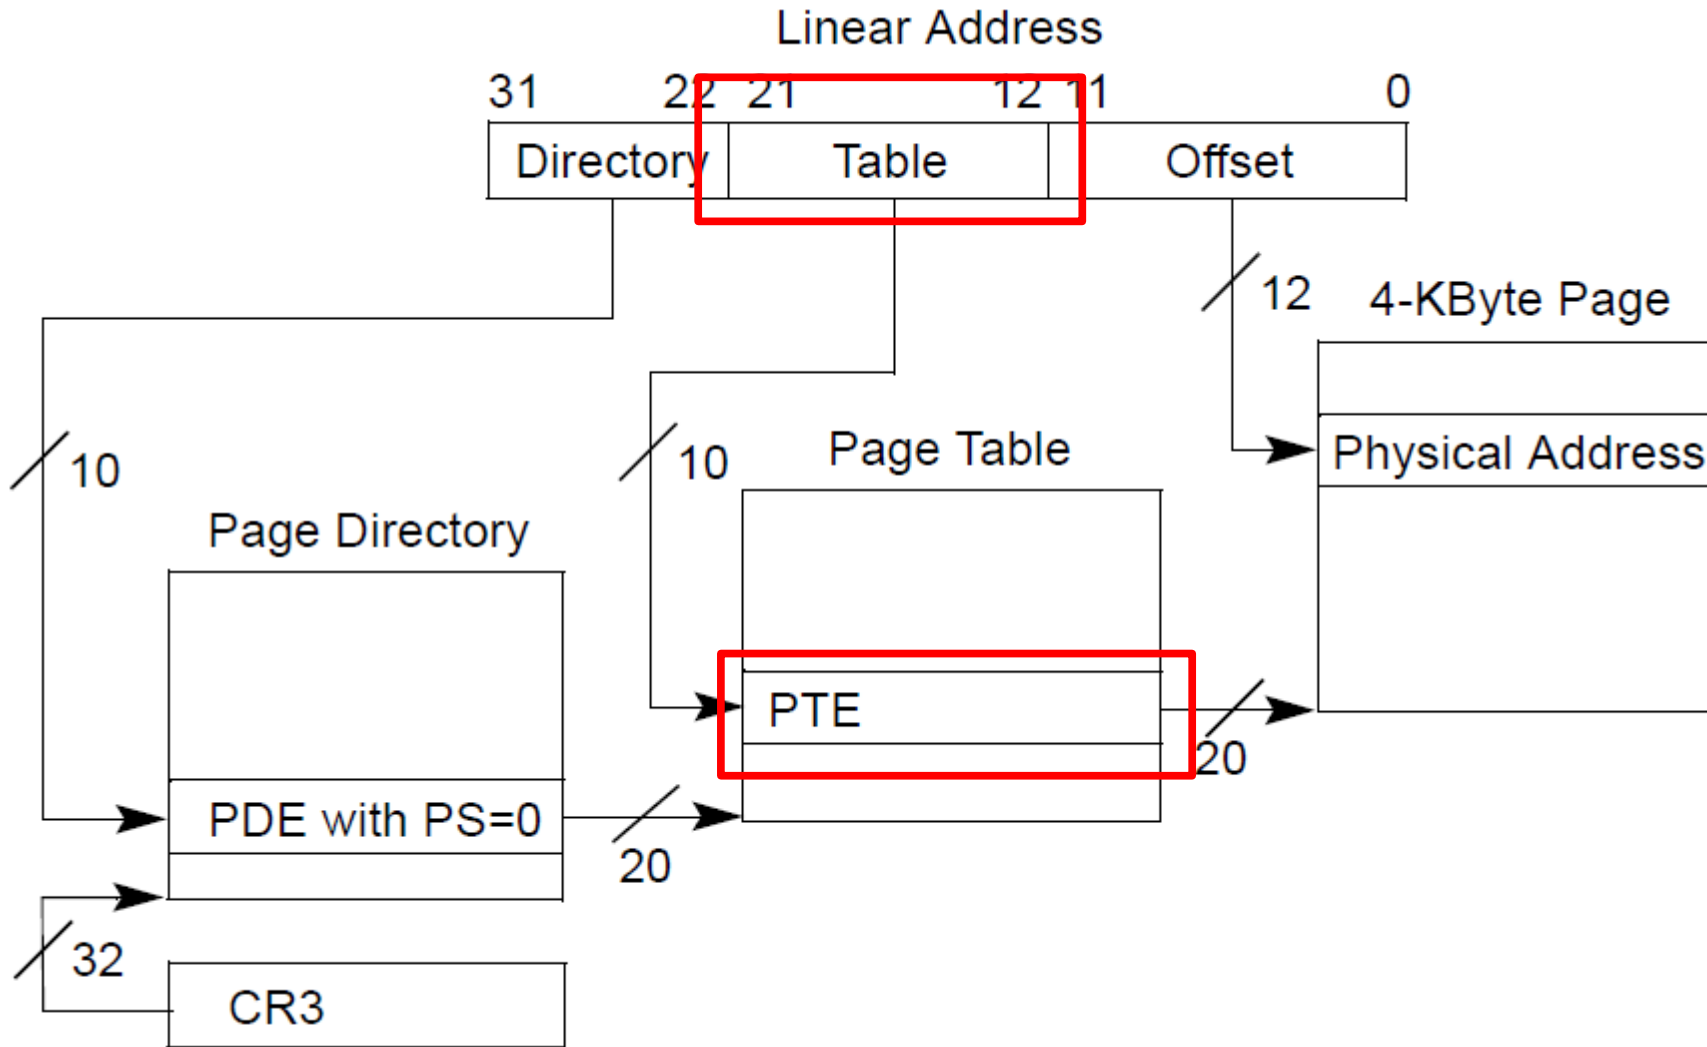 Linear Address
31 22 21 12 11 0
Directory Table Offset
12
4-KByte Page
10
10
Page Table
Physical Address
Page Directory
PTE
20
PDE with PS=0
20
32
CR3